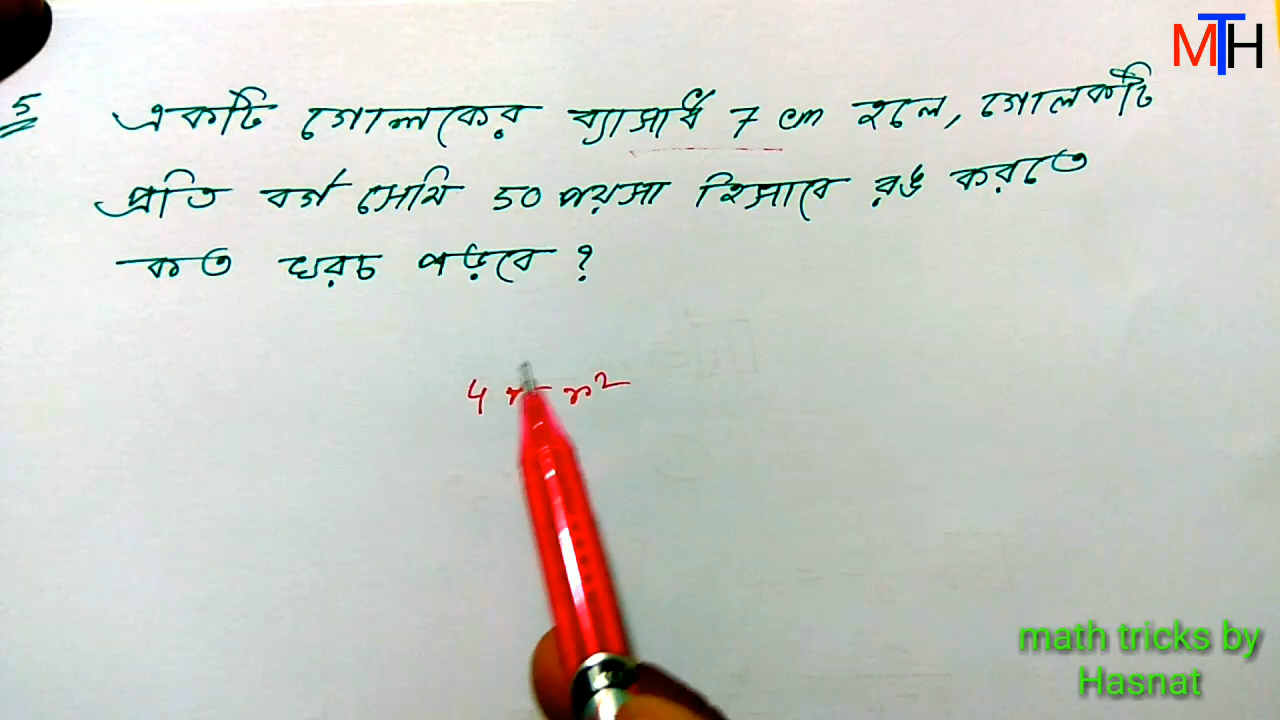 MTH
5 একটি গোলকের ব্যাসার্ধ 7 cm হলে, গোলকটি
প্রতি বর্গ সেমি 50 পয়সা হিসাবে রঙ করতে
কত খরচ পড়বে ?
4 r²
math tricks by
Hasnat